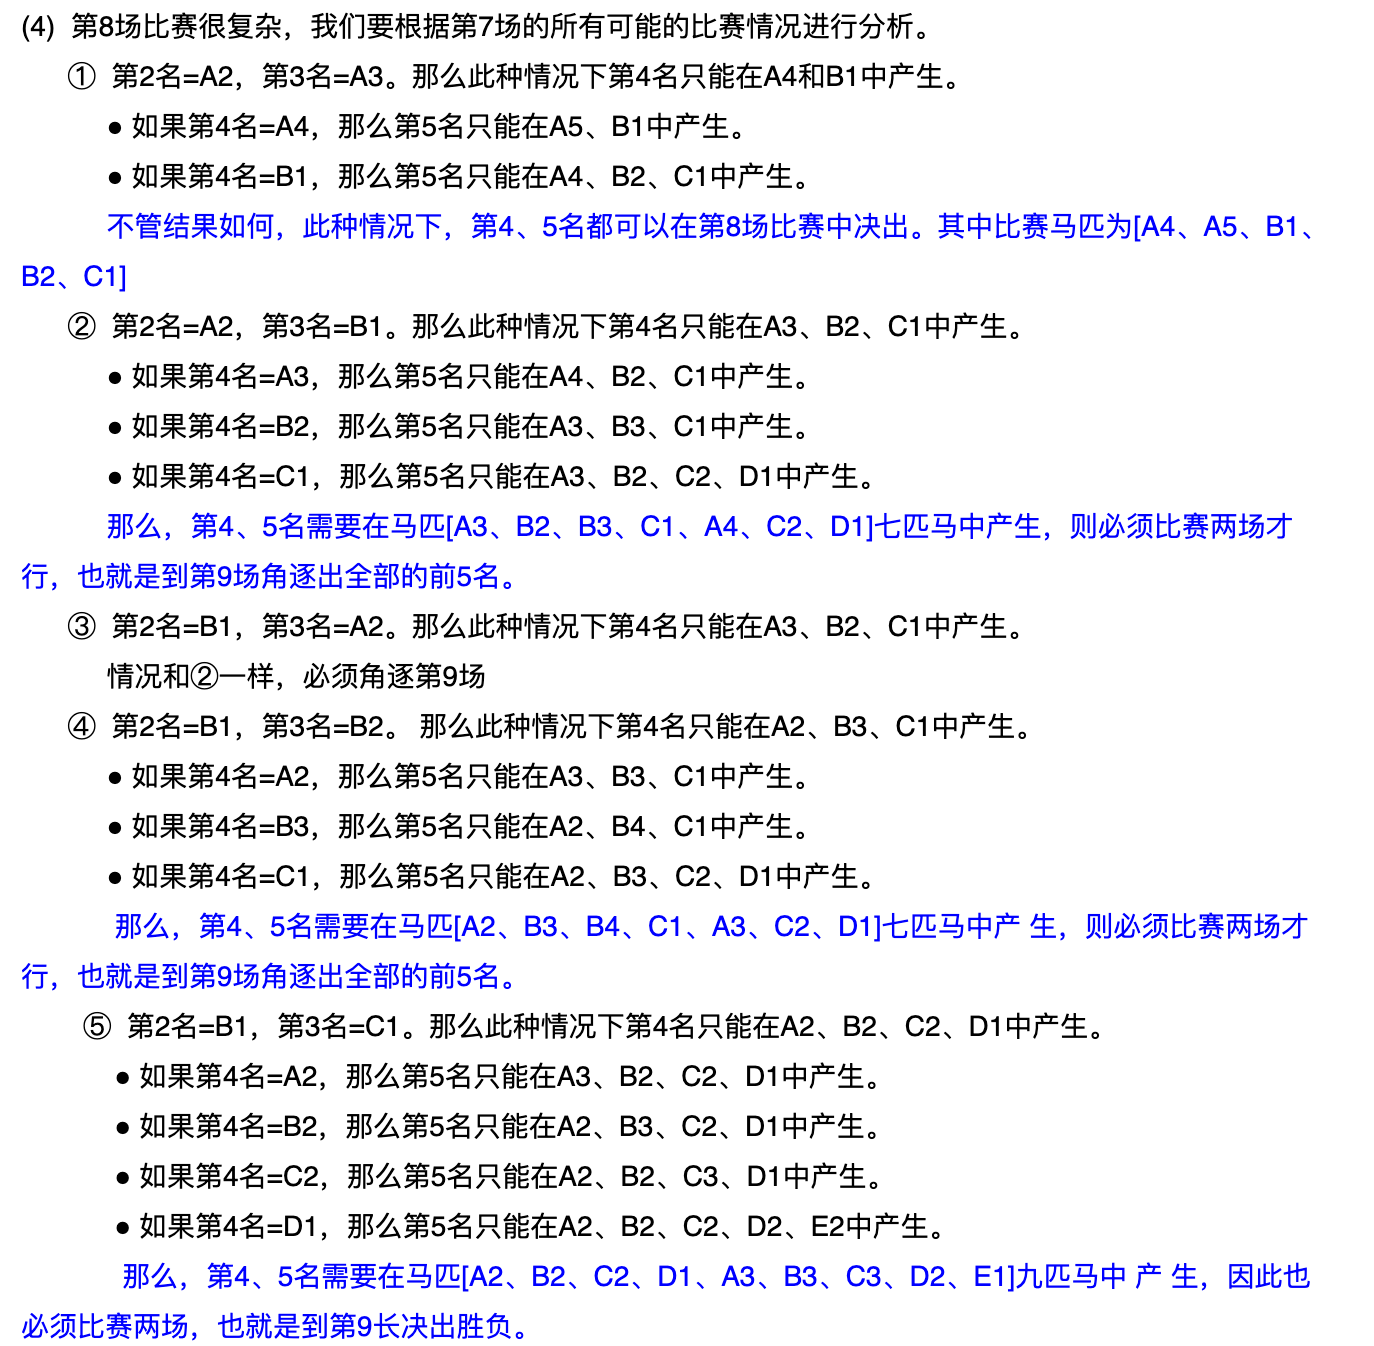 (4) 第8场比赛很复杂，我们要根据第7场的所有可能的比赛情况进行分析。
① 第2名=A2，第3名=A3。那么此种情况下第4名只能在A4和B1中产生。
● 如果第4名=A4，那么第5名只能在A5、B1中产生。
● 如果第4名=B1，那么第5名只能在A4、B2、C1中产生。
不管结果如何，此种情况下，第4、5名都可以在第8场比赛中决出。其中比赛马匹为[A4、A5、B1、
B2、C1]
② 第2名=A2，第3名=B1。那么此种情况下第4名只能在A3、B2、C1中产生。
● 如果第4名=A3，那么第5名只能在A4、B2、C1中产生。
● 如果第4名=B2，那么第5名只能在A3、B3、C1中产生。
● 如果第4名=C1，那么第5名只能在A3、B2、C2、D1中产生。
那么，第4、5名需要在马匹[A3、B2、B3、C1、A4、C2、D1]七匹马中产生，则必须比赛两场才
行，也就是到第9场角逐出全部的前5名。
③ 第2名=B1，第3名=A2。那么此种情况下第4名只能在A3、B2、C1中产生。
情况和②一样，必须角逐第9场
④ 第2名=B1，第3名=B2。 那么此种情况下第4名只能在A2、B3、C1中产生。
● 如果第4名=A2，那么第5名只能在A3、B3、C1中产生。
● 如果第4名=B3，那么第5名只能在A2、B4、C1中产生。
● 如果第4名=C1，那么第5名只能在A2、B3、C2、D1中产生。
那么，第4、5名需要在马匹[A2、B3、B4、C1、A3、C2、D1]七匹马中产 生，则必须比赛两场才
行，也就是到第9场角逐出全部的前5名。
⑤ 第2名=B1，第3名=C1。那么此种情况下第4名只能在A2、B2、C2、D1中产生。
● 如果第4名=A2，那么第5名只能在A3、B2、C2、D1中产生。
● 如果第4名=B2，那么第5名只能在A2、B3、C2、D1中产生。
● 如果第4名=C2，那么第5名只能在A2、B2、C3、D1中产生。
● 如果第4名=D1，那么第5名只能在A2、B2、C2、D2、E2中产生。
那么，第4、5名需要在马匹[A2、B2、C2、D1、A3、B3、C3、D2、E1]九匹马中 产 生，因此也
必须比赛两场，也就是到第9长决出胜负。